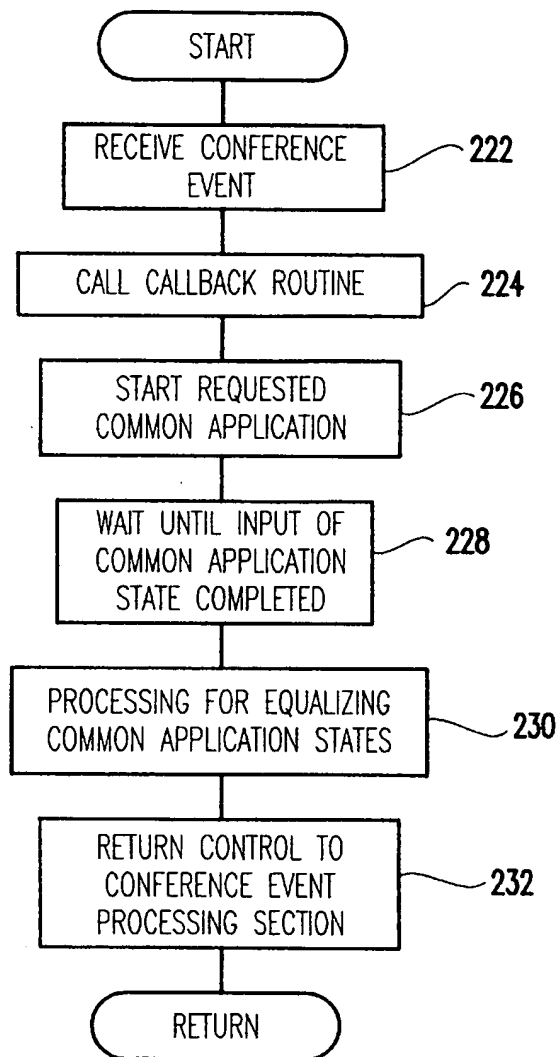 START
RECEIVE CONFERENCE
EVENT
222
CALL CALLBACK ROUTINE
224
START REQUESTED
COMMON APPLICATION
226
WAIT UNTIL INPUT OF
COMMON APPLICATION
STATE COMPLETED
228
PROCESSING FOR EQUALIZING
COMMON APPLICATION STATES
230
RETURN CONTROL TO
CONFERENCE EVENT
PROCESSING SECTION
232
RETURN